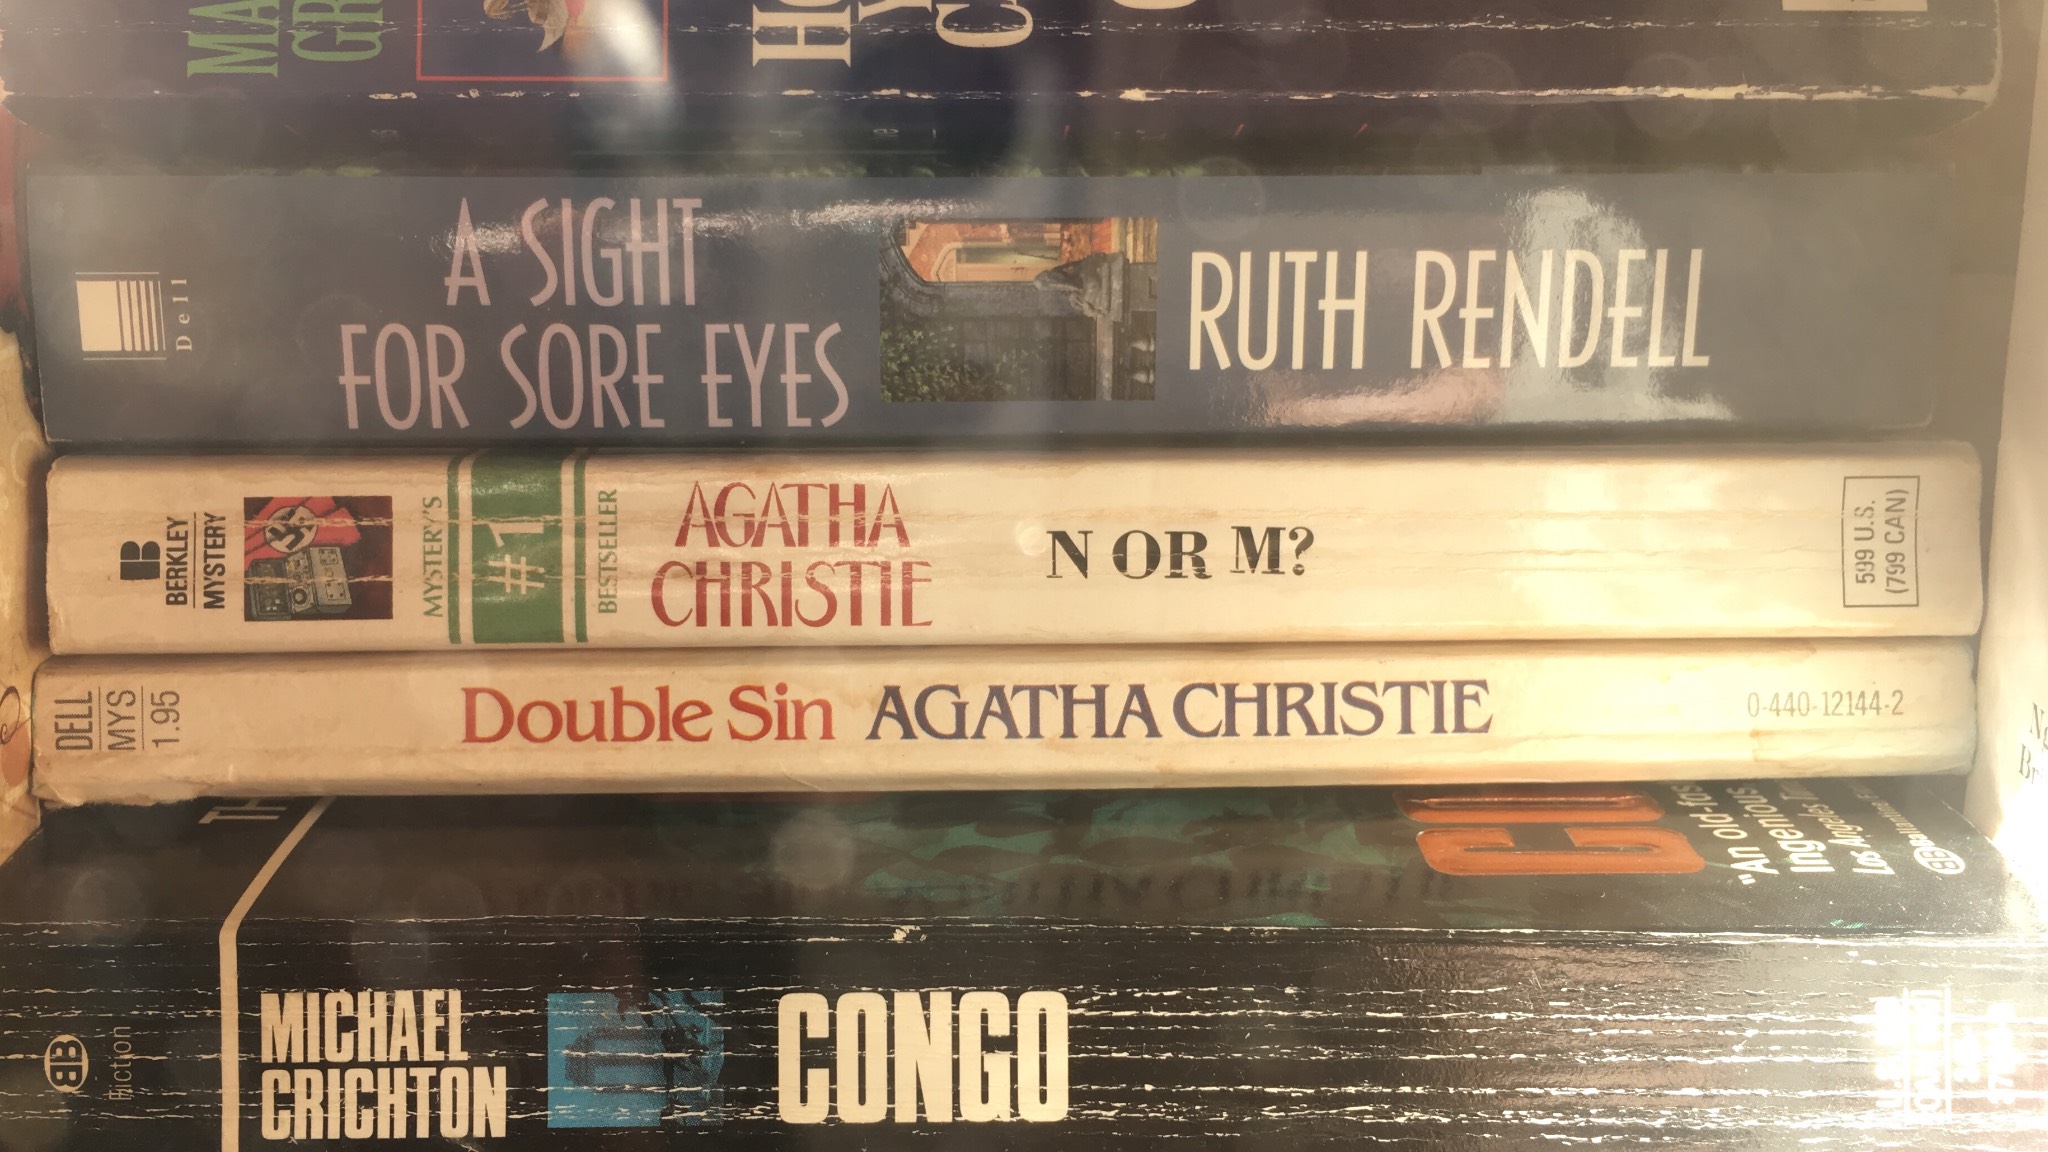 A SIGHT
FOR SORE EYES
RUTH RENDELL
Dell
B
BERKLEY
MYSTERY
MYSTERY'S
#1
BESTSELLER
AGATHA
CHRISTIE
N OR M?
599 U.S.
(799 CAN)
DELL
MYS
1.95
Double Sin AGATHA CHRISTIE
0-440-12144-2
"An old-fas
Ingenious
Los Angeles
Fiction
MICHAEL
CRICHTON
CONGO